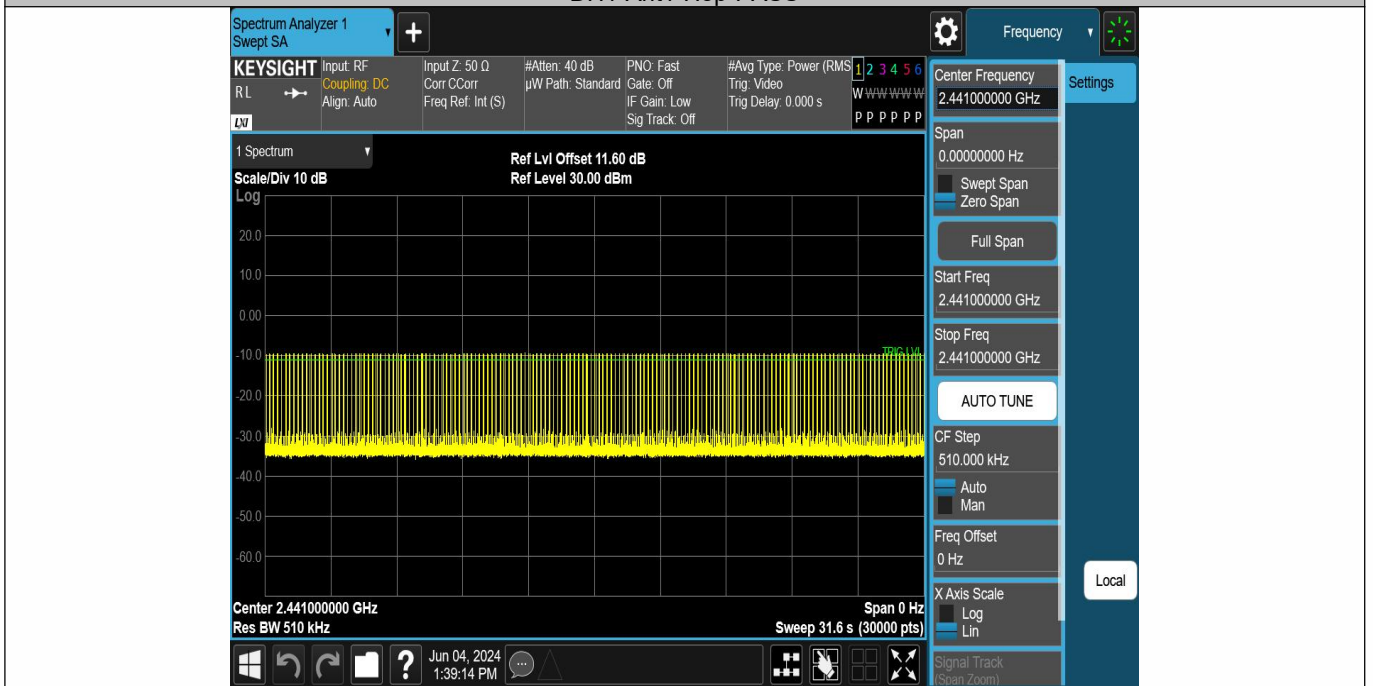 Spectrum Analyzer 1
Swept SA
+
Frequency
KEYSIGHT
RL
LXI
Input: RF
Coupling: DC
Align: Auto
Input Z: 50 Ω
Corr CCorr
Freq Ref: Int (S)
#Atten: 40 dB
µW Path: Standard
PNO: Fast
Gate: Off
IF Gain: Low
Sig Track: Off
#Avg Type: Power (RMS
Trig: Video
Trig Delay: 0.000 s
1 2 3 4 5 6
W W W W W W
P P P P P P
Center Frequency
2.441000000 GHz
Settings
Span
0.00000000 Hz
Swept Span
Zero Span
Full Span
Start Freq
2.441000000 GHz
Stop Freq
2.441000000 GHz
AUTO TUNE
CF Step
510.000 kHz
Auto
Man
Freq Offset
0 Hz
X Axis Scale
Log
Lin
Signal Track
(Span Zoom)
Local
1 Spectrum
Scale/Div 10 dB
Log
Ref Lvl Offset 11.60 dB
Ref Level 30.00 dBm
20.0
10.0
0.00
-10.0
-20.0
-30.0
-40.0
-50.0
-60.0
TRIG LVL
Center 2.441000000 GHz
Res BW 510 kHz
Span 0 Hz
Sweep 31.6 s (30000 pts)
?
Jun 04, 2024
1:39:14 PM